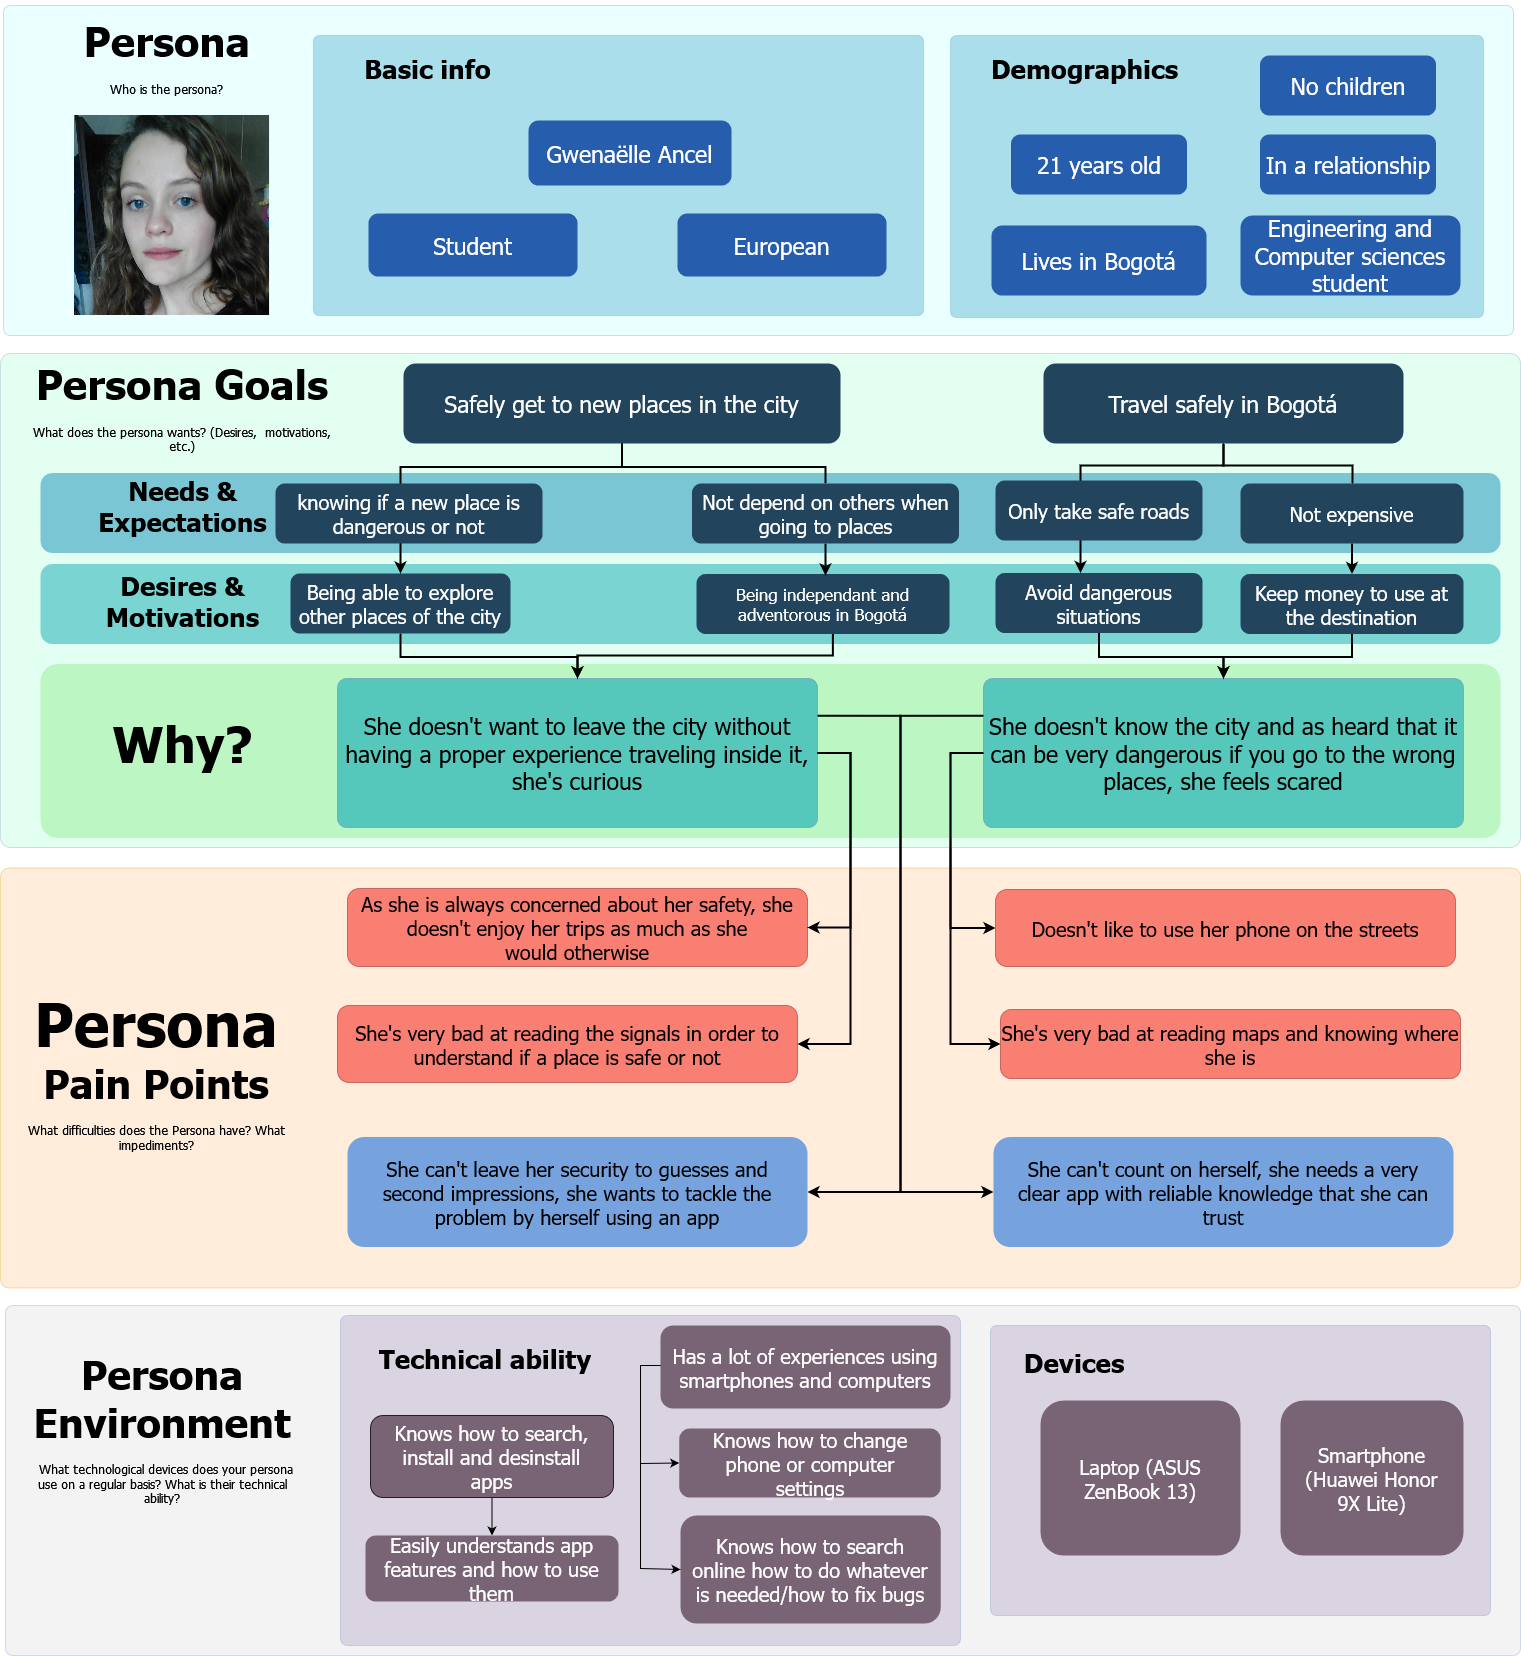 Persona
Who is the persona?
Basic info
Gwenaëlle Ancel
Student
European
Demographics
No children
21 years old
In a relationship
Lives in Bogotá
Engineering and
Computer sciences
student
Persona Goals
What does the persona wants? (Desires,  motivations,
etc.)
Safely get to new places in the city
Travel safely in Bogotá
Needs &
Expectations
knowing if a new place is
dangerous or not
Not depend on others when
going to places
Only take safe roads
Not expensive
Desires &
Motivations
Being able to explore
other places of the city
Being independant and
adventorous in Bogotá
Avoid dangerous
situations
Keep money to use at
the destination
Why?
She doesn't want to leave the city without
having a proper experience traveling inside it,
she's curious
She doesn't know the city and as heard that it
can be very dangerous if you go to the wrong
places, she feels scared
Persona
Pain Points
What difficulties does the Persona have? What
impediments?
As she is always concerned about her safety, she
doesn't enjoy her trips as much as she
would otherwise
Doesn't like to use her phone on the streets
She's very bad at reading the signals in order to
understand if a place is safe or not
She's very bad at reading maps and knowing where
she is
She can't leave her security to guesses and
second impressions, she wants to tackle the
problem by herself using an app
She can't count on herself, she needs a very
clear app with reliable knowledge that she can
trust
Persona
Environment
What technological devices does your persona
use on a regular basis? What is their technical
ability?
Technical ability
Knows how to search,
install and desinstall
apps
Easily understands app
features and how to use
them
Has a lot of experiences using
smartphones and computers
Knows how to change
phone or computer
settings
Knows how to search
online how to do whatever
is needed/how to fix bugs
Devices
Laptop (ASUS
ZenBook 13)
Smartphone
(Huawei Honor
9X Lite)